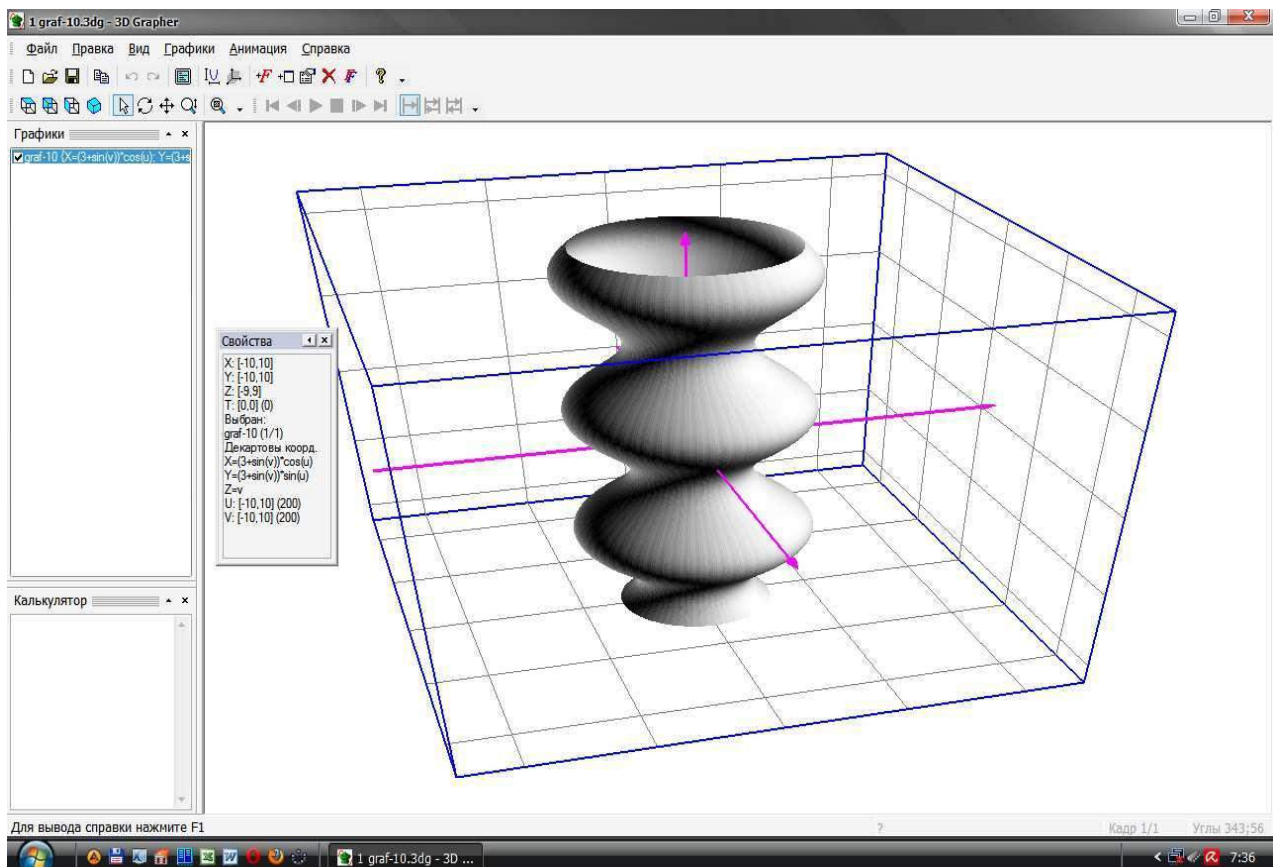 1 graf-10.3dg - 3D Grapher
Файл Правка Вид Графики Анимация Справка
Графики
graf-10 (X=(3+sin(v))*cos(u); Y=(3+s
Свойства
X: [-10,10]
Y: [-10,10]
Z: [-9,9]
T: [0,0] (0)
Выбран:
graf-10 (1/1)
Декартовы коорд.
X=(3+sin(v))*cos(u)
Y=(3+sin(v))*sin(u)
Z=v
U: [-10,10] (200)
V: [-10,10] (200)
Калькулятор
Для вывода справки нажмите F1
? Кадр 1/1 Углы 343;56
1 graf-10.3dg - 3D ...
7:36